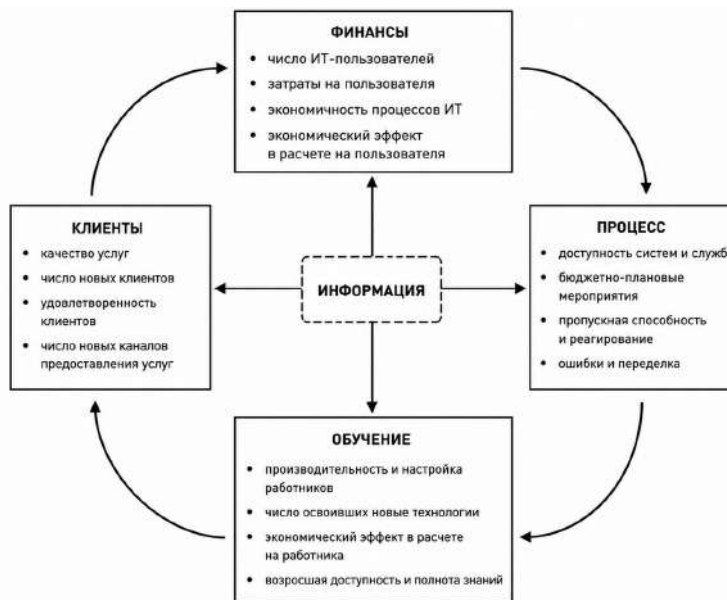 ФИНАНСЫ
• число ИТ-пользователей
• затраты на пользователя
• экономичность процессов ИТ
• экономический эффект
в расчете на пользователя
КЛИЕНТЫ
• качество услуг
• число новых клиентов
• удовлетворенность
клиентов
• число новых каналов
предоставления услуг
ИНФОРМАЦИЯ
ПРОЦЕСС
• доступность систем и служб
• бюджетно-плановые
мероприятия
• пропускная способность
и реагирование
• ошибки и переделка
ОБУЧЕНИЕ
• производительность и настройка
работников
• число освоивших новые технологии
• экономический эффект в расчете
на работника
• возросшая доступность и полнота знаний